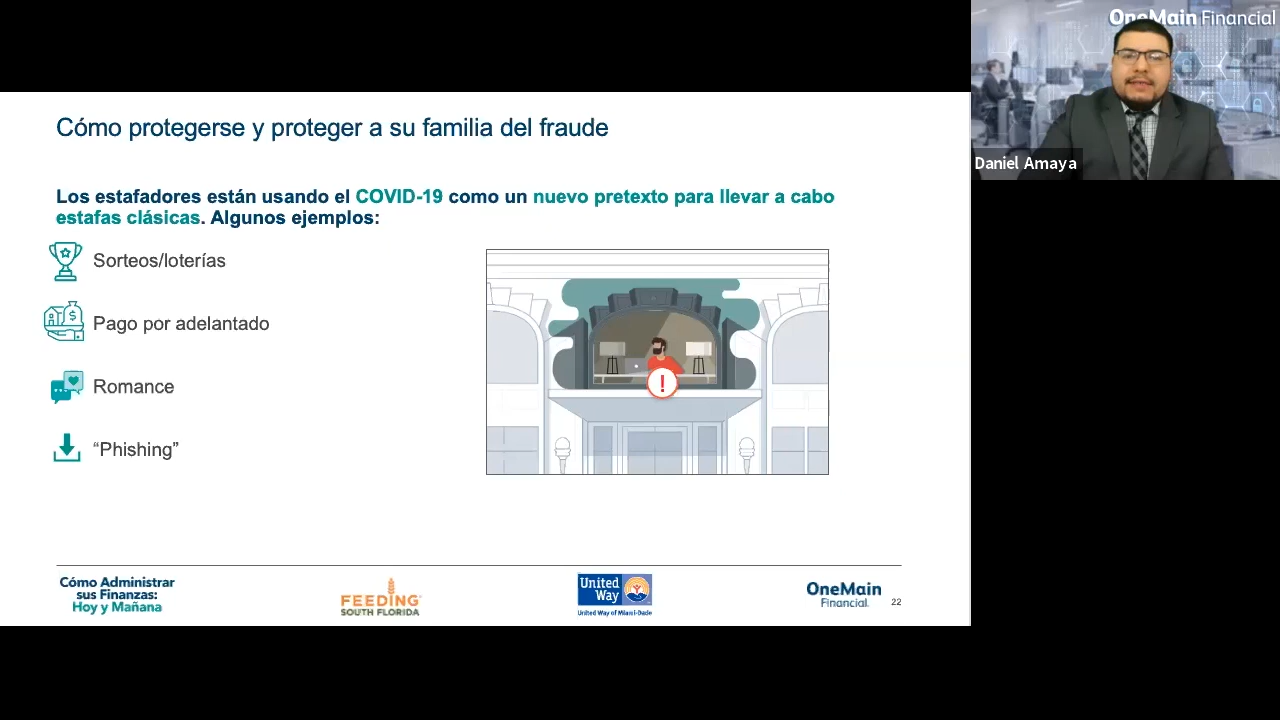 OneMain Financial
Daniel Amaya
Cómo protegerse y proteger a su familia del fraude
Los estafadores están usando el COVID-19 como un nuevo pretexto para llevar a cabo
estafas clásicas. Algunos ejemplos:
Sorteos/loterías
Pago por adelantado
Romance
“Phishing”
!
Cómo Administrar
sus Finanzas:
Hoy y Mañana
FEEDING
SOUTH FLORIDA
United
Way
United Way of Miami-Dade
OneMain
Financial.
22